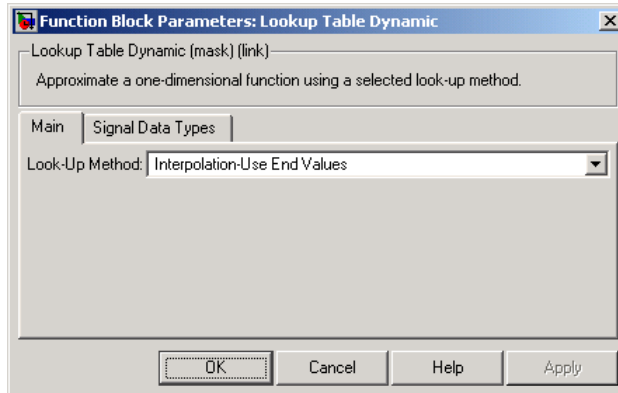 Function Block Parameters: Lookup Table Dynamic
Lookup Table Dynamic (mask) (link)
Approximate a one-dimensional function using a selected look-up method.
Main Signal Data Types
Look-Up Method: Interpolation-Use End Values
OK Cancel Help Apply